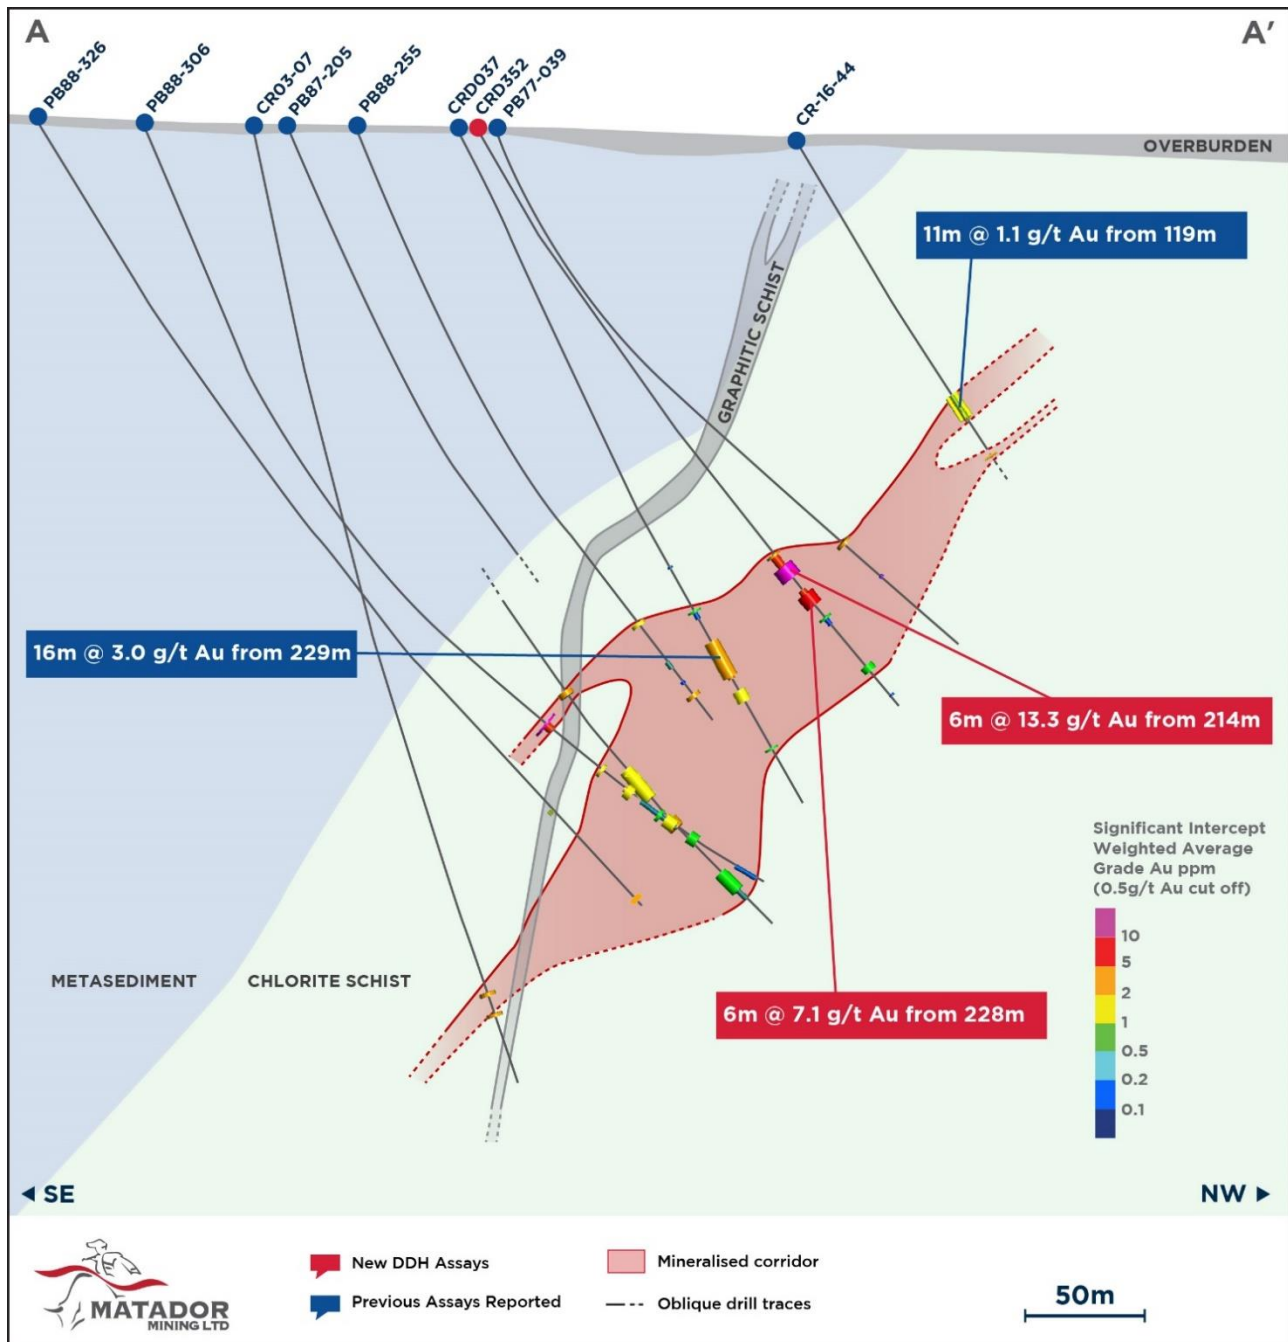 A
A'
PB88-326
PB88-306
CR03-07
PB87-205
PB88-255
CRD037
CRD352
PB77-039
CR-16-44
OVERBURDEN
11m @ 1.1 g/t Au from 119m
GRAPHITIC SCHIST
16m @ 3.0 g/t Au from 229m
6m @ 13.3 g/t Au from 214m
Significant Intercept
Weighted Average
Grade Au ppm
(0.5g/t Au cut off)
10
5
2
1
0.5
0.2
0.1
METASEDIMENT
CHLORITE SCHIST
6m @ 7.1 g/t Au from 228m
◄ SE
NW ►
MATADOR
MINING LTD
New DDH Assays
Previous Assays Reported
Mineralised corridor
Oblique drill traces
50m